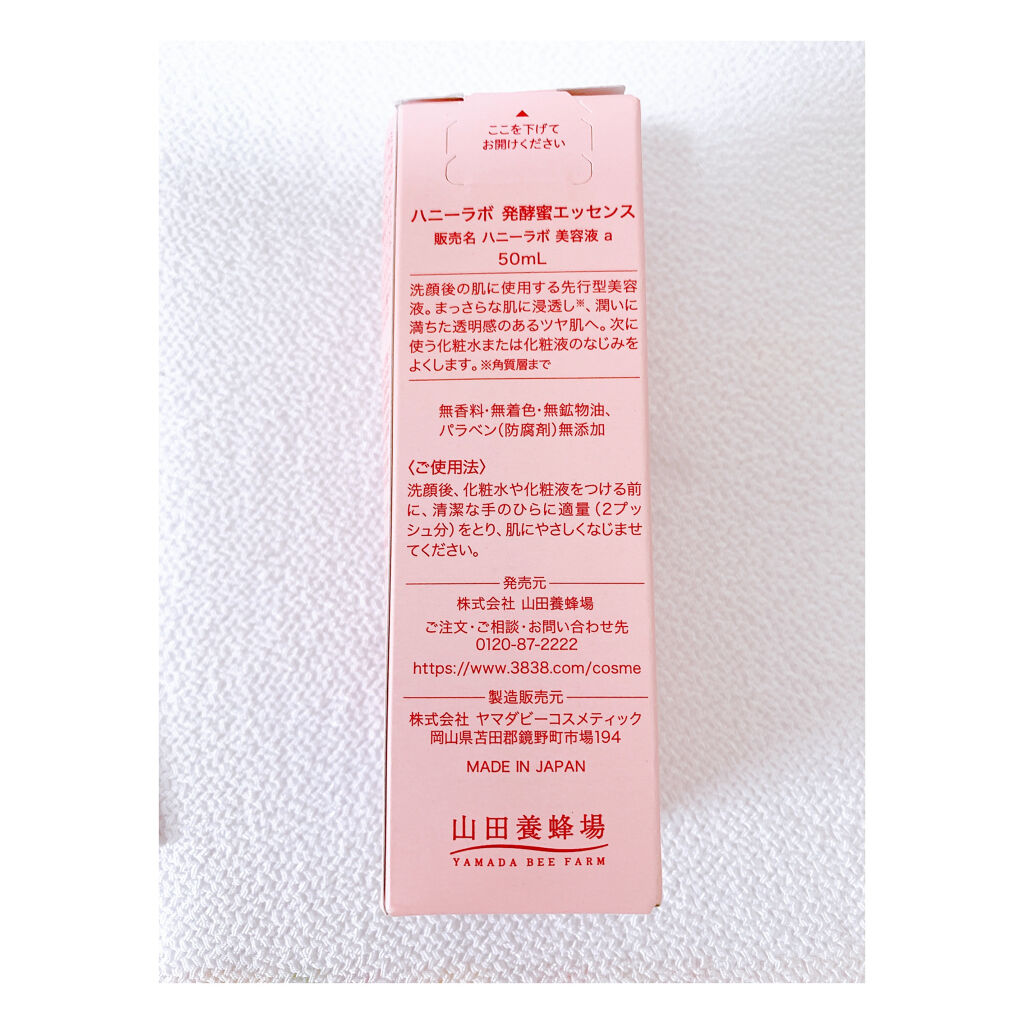 ▲
ここを下げて
お開けください
ハニーラボ 発酵蜜エッセンス
販売名 ハニーラボ 美容液 a
50mL
洗顔後の肌に使用する先行型美容
液。まっさらな肌に浸透し※、潤いに
満ちた透明感のあるツヤ肌へ。次に
使う化粧水または化粧液のなじみを
よくします。※角質層まで
無香料・無着色・無鉱物油、
パラベン(防腐剤)無添加
〈ご使用法〉
洗顔後、化粧水や化粧液をつける前
に、清潔な手のひらに適量（2プッ
シュ分）をとり、肌にやさしくなじませ
てください。
発売元
株式会社 山田養蜂場
ご注文・ご相談・お問い合わせ先
0120-87-2222
https://www.3838.com/cosme
製造販売元
株式会社 ヤマダビーコスメティック
岡山県苫田郡鏡野町市場194
MADE IN JAPAN
山田養蜂場
YAMADA BEE FARM